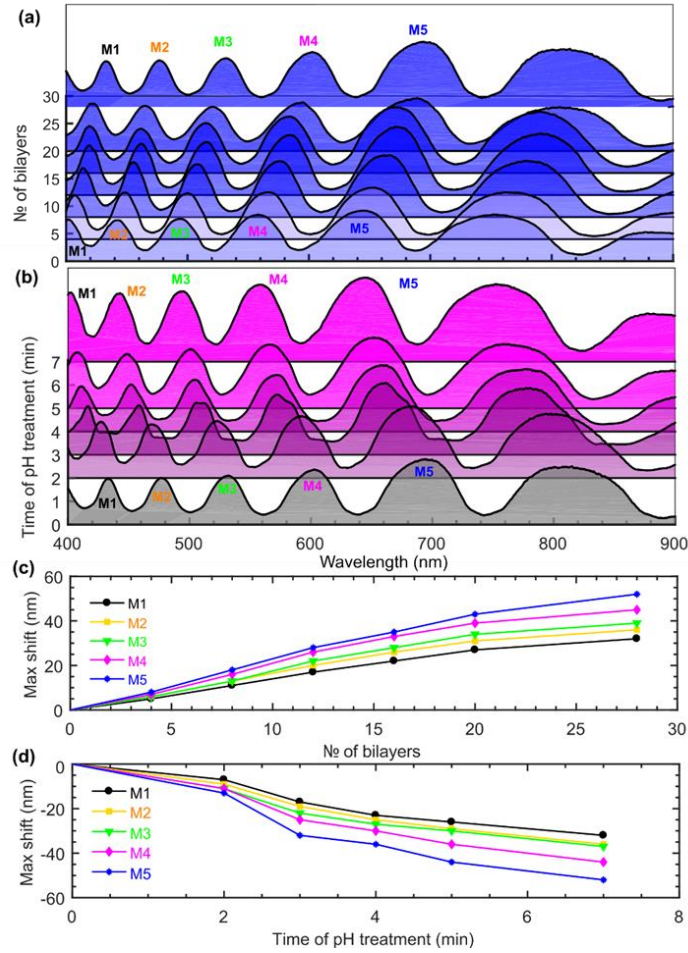 (a)
M1
M2
M3
M4
M5
№ of bilayers
30
25
20
15
10
5
0
M1
M2
M3
M4
M5
(b)
M1
M2
M3
M4
M5
Time of pH treatment (min)
7
6
5
4
3
2
1
0
M1
M2
M3
M4
M5
400 500 600 700 800 900
Wavelength (nm)
(c)
Max shift (nm)
60
40
20
0
M1
M2
M3
M4
M5
0 5 10 15 20 25 30
№ of bilayers
(d)
Max shift (nm)
0
-20
-40
-60
M1
M2
M3
M4
M5
0 2 4 6 8
Time of pH treatment (min)